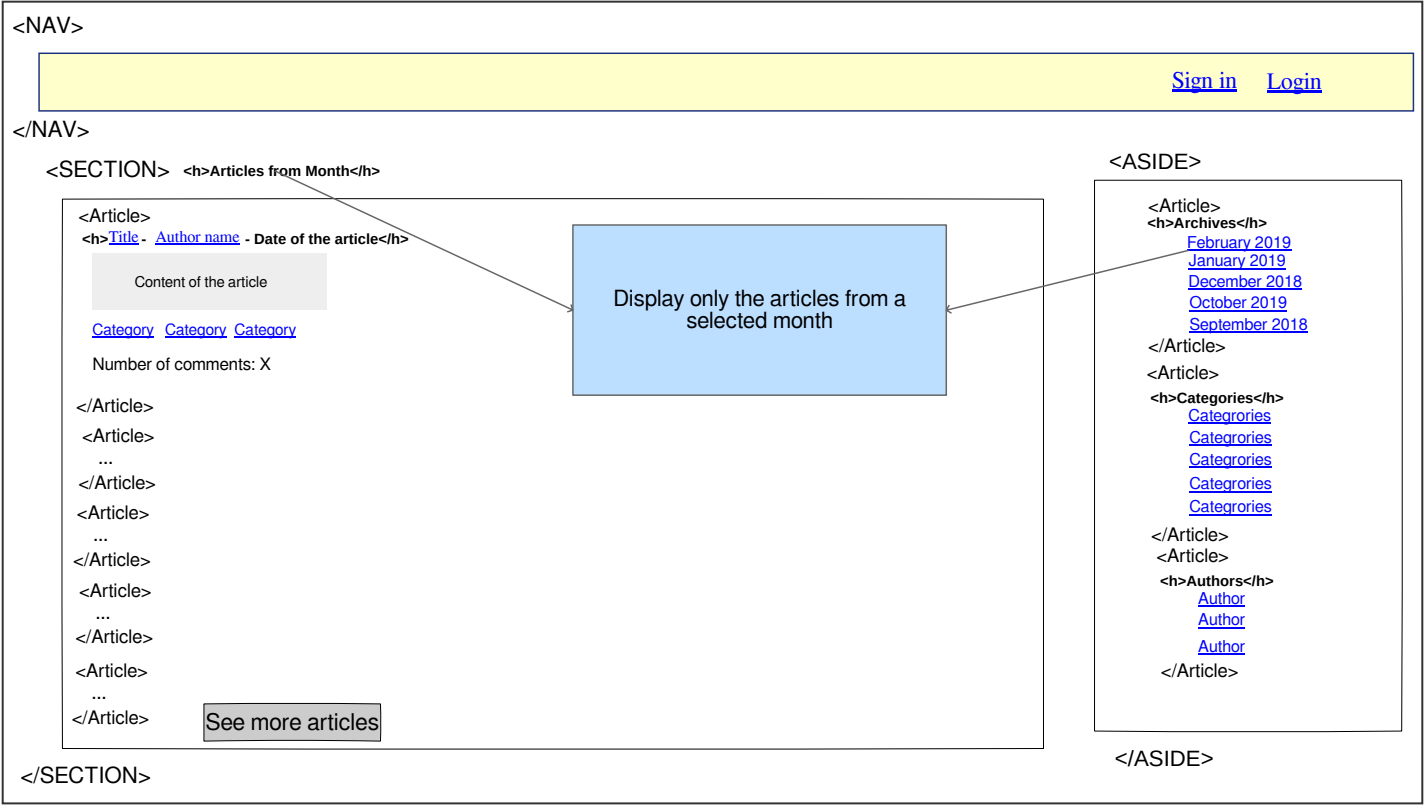 <NAV>
Sign in Login
</NAV>
<SECTION> <h>Articles from Month</h>
<Article>
<h>Title - Author name - Date of the article</h>
Content of the article
Category Category Category
Number of comments: X
</Article>
<Article>
...
</Article>
<Article>
...
</Article>
<Article>
...
</Article>
<Article>
...
</Article>
See more articles
</SECTION>
Display only the articles from a
selected month
<ASIDE>
<Article>
<h>Archives</h>
February 2019
January 2019
December 2018
October 2019
September 2018
</Article>
<Article>
<h>Categories</h>
Categrories
Categrories
Categrories
Categrories
Categrories
</Article>
<Article>
<h>Authors</h>
Author
Author
Author
</Article>
</ASIDE>